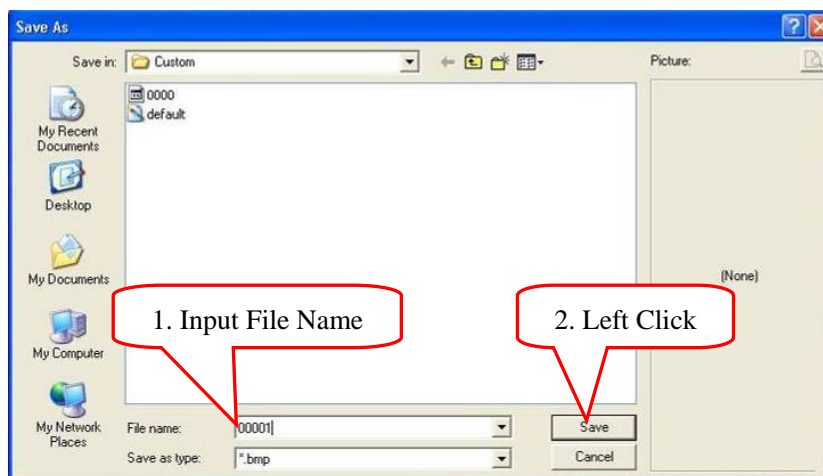 Save As
Save in:
Custom
Picture:
0000
default
My Recent
Documents
Desktop
My Documents
(None)
1. Input File Name
2. Left Click
My Computer
My Network
Places
File name:
00001
Save
Save as type:
*.bmp
Cancel